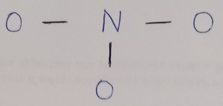 O — N — O
|
O